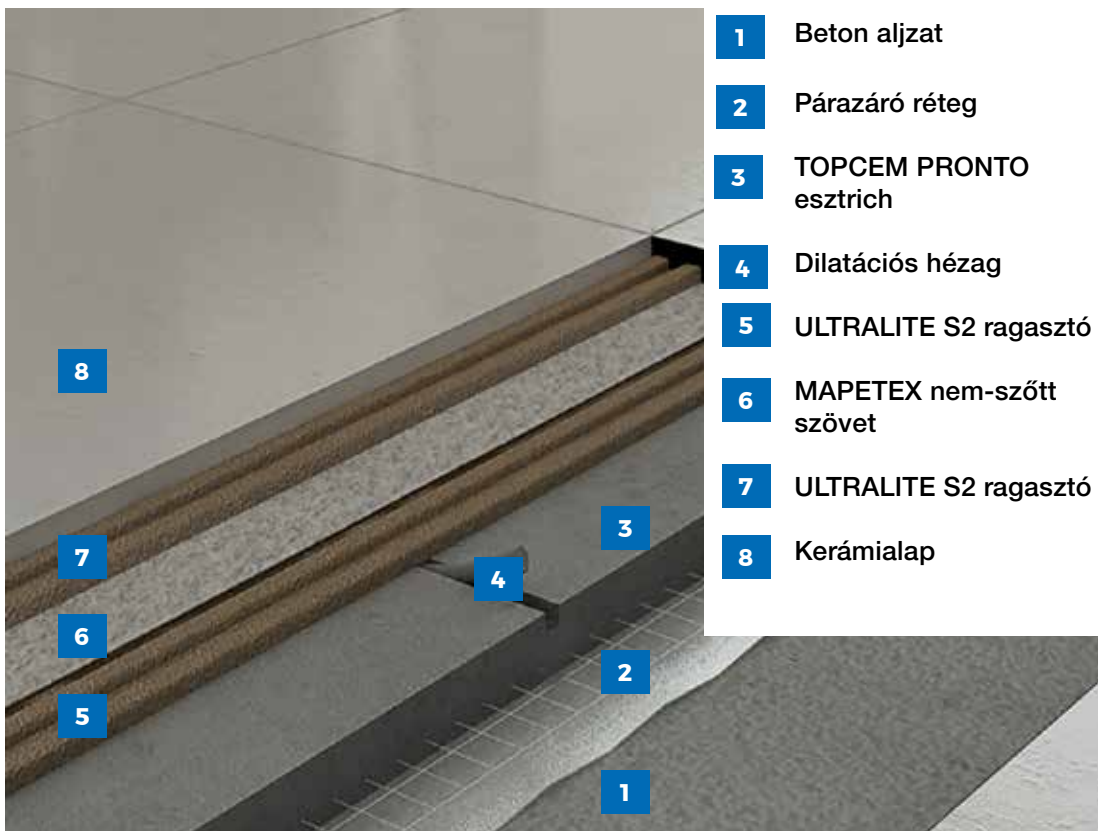 1 Beton aljzat
2 Párazáró réteg
3 TOPCEM PRONTO
esztrich
4 Dilatációs hézag
5 ULTRALITE S2 ragasztó
6 MAPETEX nem-szőtt
szövet
7 ULTRALITE S2 ragasztó
8 Kerámialap
8
7
3
4
6
2
5
1